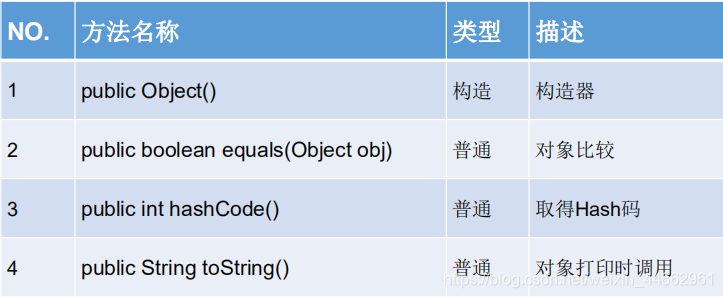 NO. 方法名称 类型 描述
1 public Object() 构造 构造器
2 public boolean equals(Object obj) 普通 对象比较
3 public int hashCode() 普通 取得Hash码
4 public String toString() 普通 对象打印时调用
https://blog.csdn.net/weixin_44662961